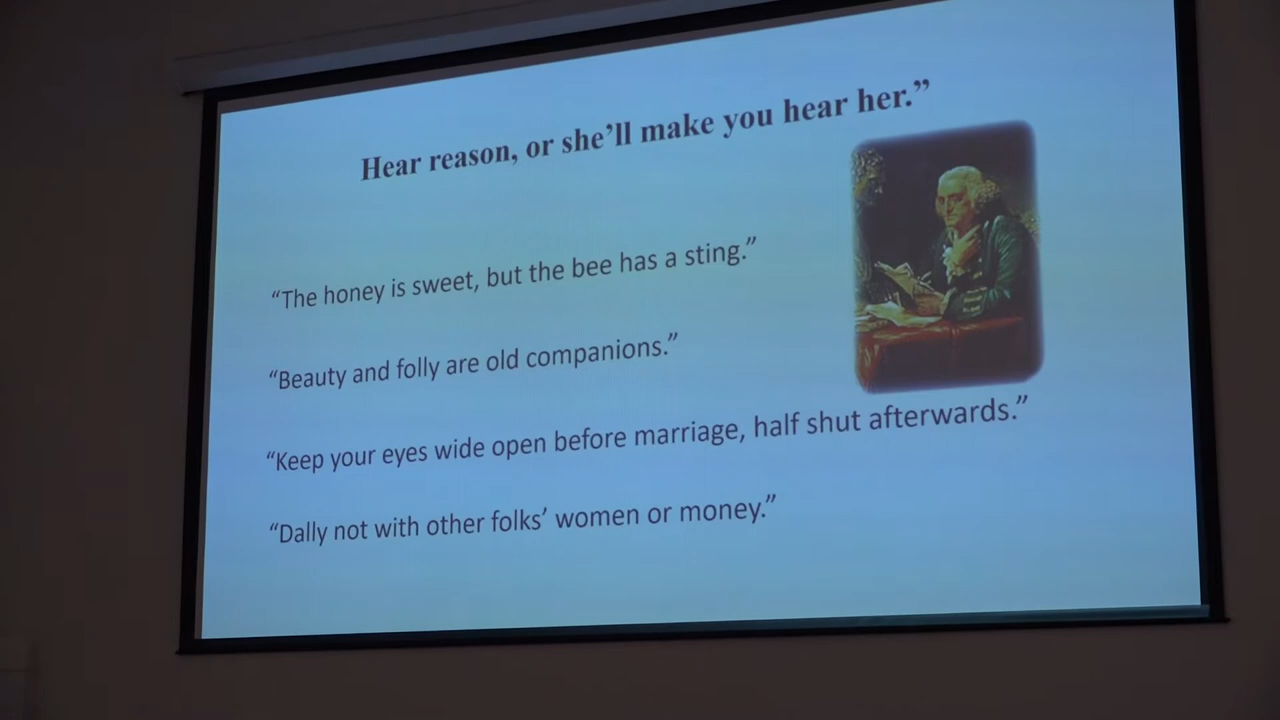 Hear reason, or she’ll make you hear her.”
“The honey is sweet, but the bee has a sting.”
“Beauty and folly are old companions.”
“Keep your eyes wide open before marriage, half shut afterwards.”
“Dally not with other folks’ women or money.”